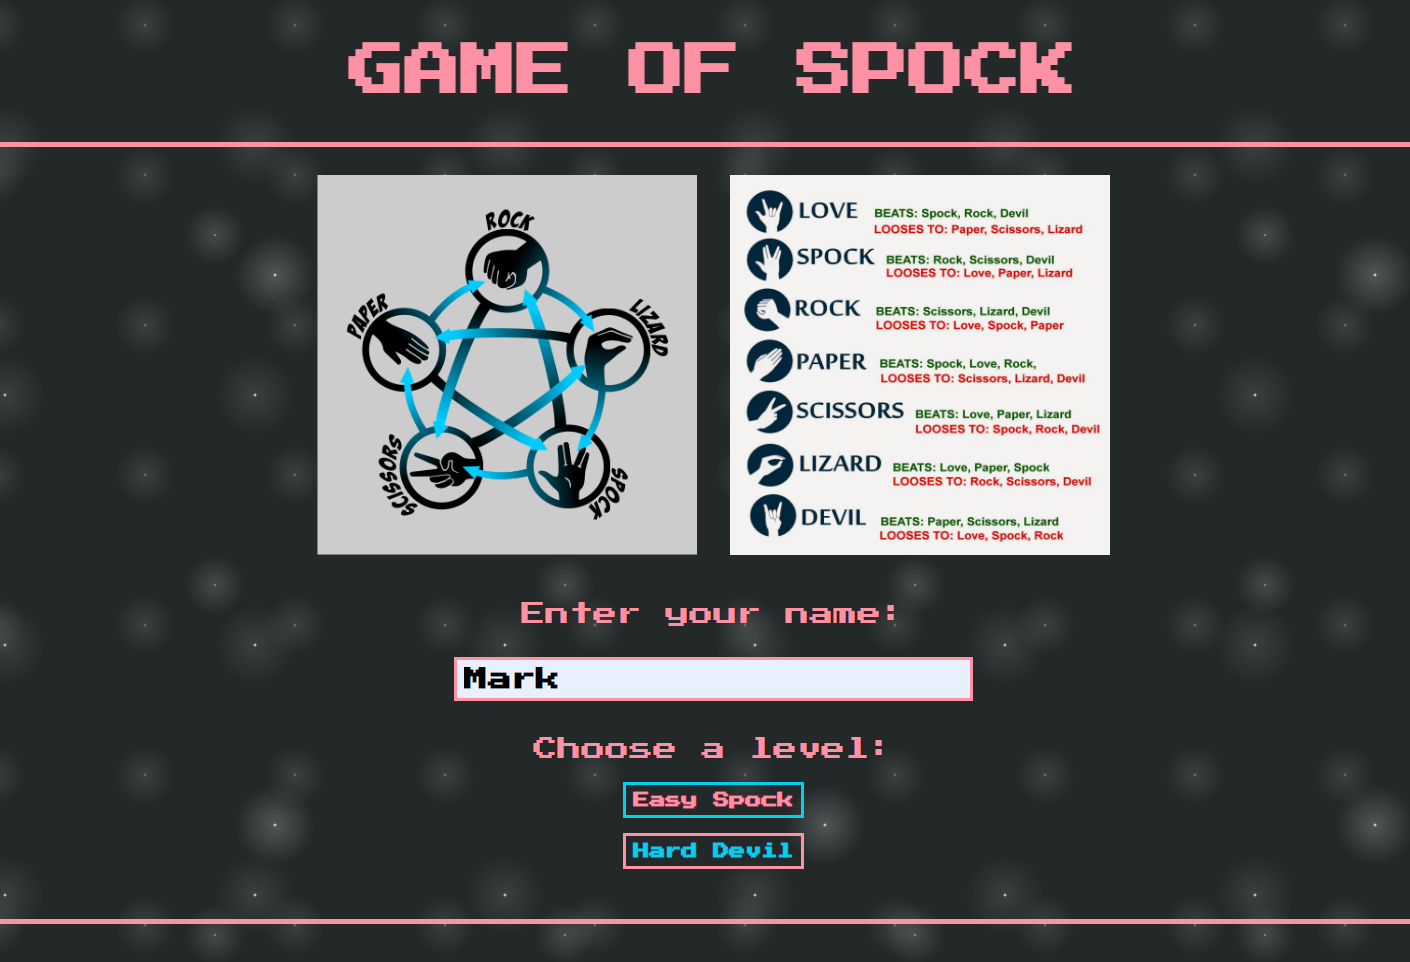 GAME OF SPOCK
ROCK
PAPER
LIZARD
SCISSORS
SPOCK
LOVE BEATS: Spock, Rock, Devil
LOOSES TO: Paper, Scissors, Lizard
SPOCK BEATS: Rock, Scissors, Devil
LOOSES TO: Love, Paper, Lizard
ROCK BEATS: Scissors, Lizard, Devil
LOOSES TO: Love, Spock, Paper
PAPER BEATS: Spock, Love, Rock,
LOOSES TO: Scissors, Lizard, Devil
SCISSORS BEATS: Love, Paper, Lizard
LOOSES TO: Spock, Rock, Devil
LIZARD BEATS: Love, Paper, Spock
LOOSES TO: Rock, Scissors, Devil
DEVIL BEATS: Paper, Scissors, Lizard
LOOSES TO: Love, Spock, Rock
Enter your name:
Mark
Choose a level:
Easy Spock
Hard Devil